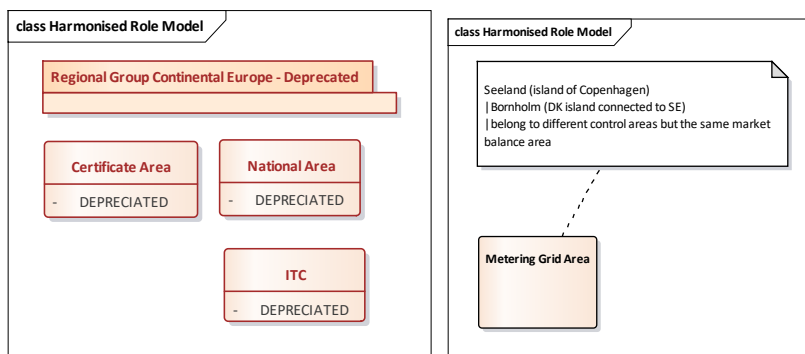 class Harmonised Role Model
Regional Group Continental Europe - Deprecated
Certificate Area
- DEPRECIATED
National Area
- DEPRECIATED
ITC
- DEPRECIATED
class Harmonised Role Model
Seeland (island of Copenhagen)
|Bornholm (DK island connected to SE)
|belong to different control areas but the same market
balance area
Metering Grid Area